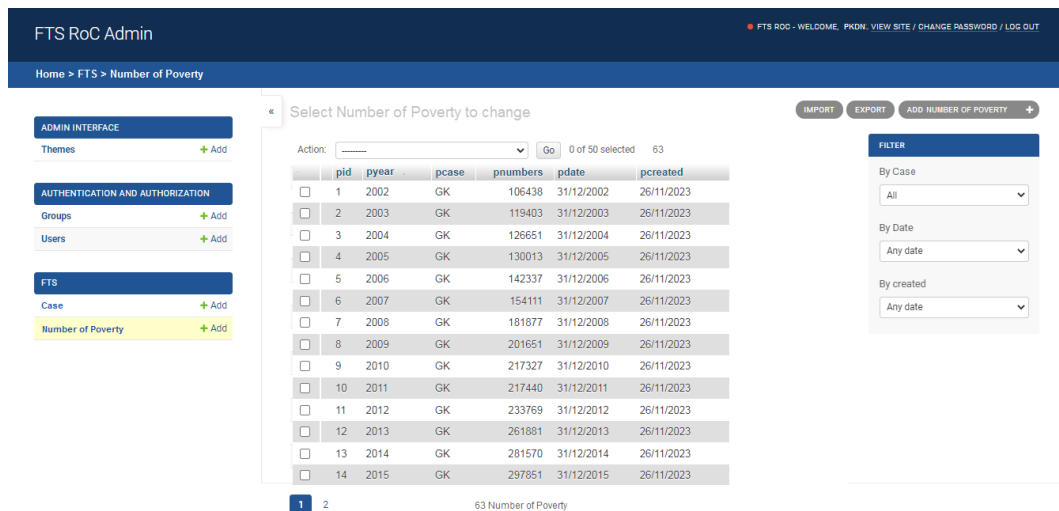 FTS RoC Admin
FTS ROC - WELCOME, PKDN. VIEW SITE / CHANGE PASSWORD / LOG OUT
Home > FTS > Number of Poverty
ADMIN INTERFACE
Themes + Add
AUTHENTICATION AND AUTHORIZATION
Groups + Add
Users + Add
FTS
Case + Add
Number of Poverty + Add
«
Select Number of Poverty to change
IMPORT EXPORT ADD NUMBER OF POVERTY +
Action: --------- Go 0 of 50 selected 63
pid pyear pcase pnumbers pdate pcreated
1 2002 GK 106438 31/12/2002 26/11/2023
2 2003 GK 119403 31/12/2003 26/11/2023
3 2004 GK 126651 31/12/2004 26/11/2023
4 2005 GK 130013 31/12/2005 26/11/2023
5 2006 GK 142337 31/12/2006 26/11/2023
6 2007 GK 154111 31/12/2007 26/11/2023
7 2008 GK 181877 31/12/2008 26/11/2023
8 2009 GK 201651 31/12/2009 26/11/2023
9 2010 GK 217327 31/12/2010 26/11/2023
10 2011 GK 217440 31/12/2011 26/11/2023
11 2012 GK 233769 31/12/2012 26/11/2023
12 2013 GK 261881 31/12/2013 26/11/2023
13 2014 GK 281570 31/12/2014 26/11/2023
14 2015 GK 297851 31/12/2015 26/11/2023
1 2 63 Number of Poverty
FILTER
By Case
All
By Date
Any date
By created
Any date